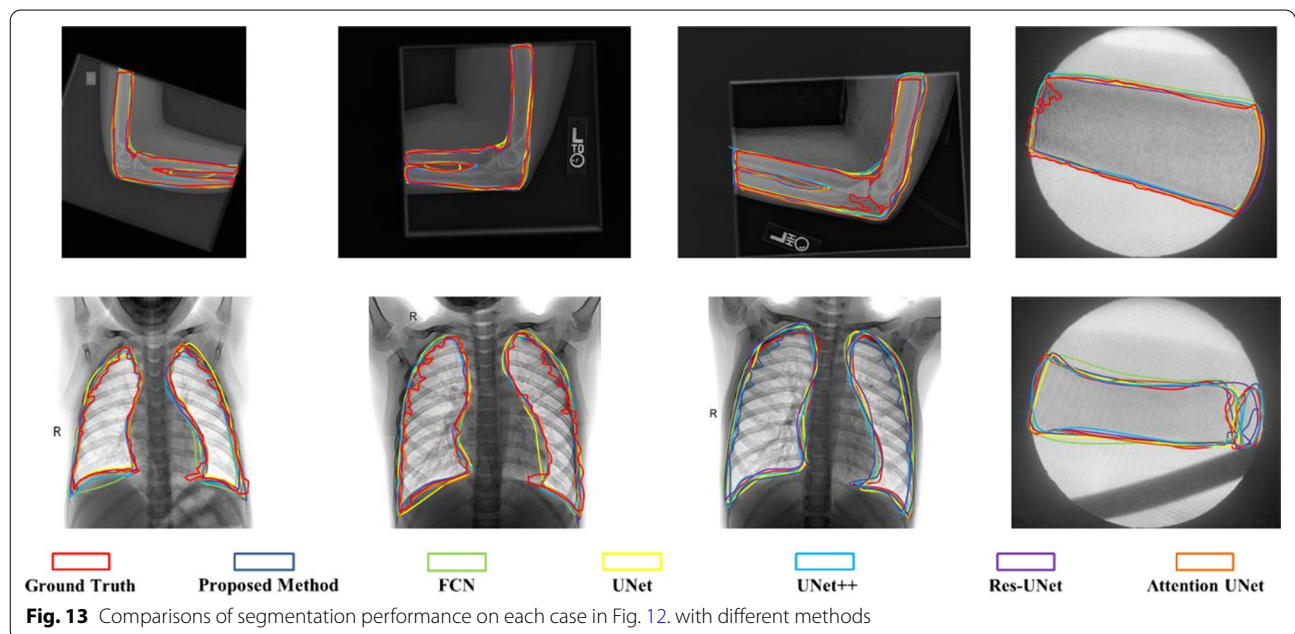 R
R
R
Ground Truth Proposed Method FCN UNet UNet++ Res-UNet Attention UNet
Fig. 13 Comparisons of segmentation performance on each case in Fig. 12. with different methods